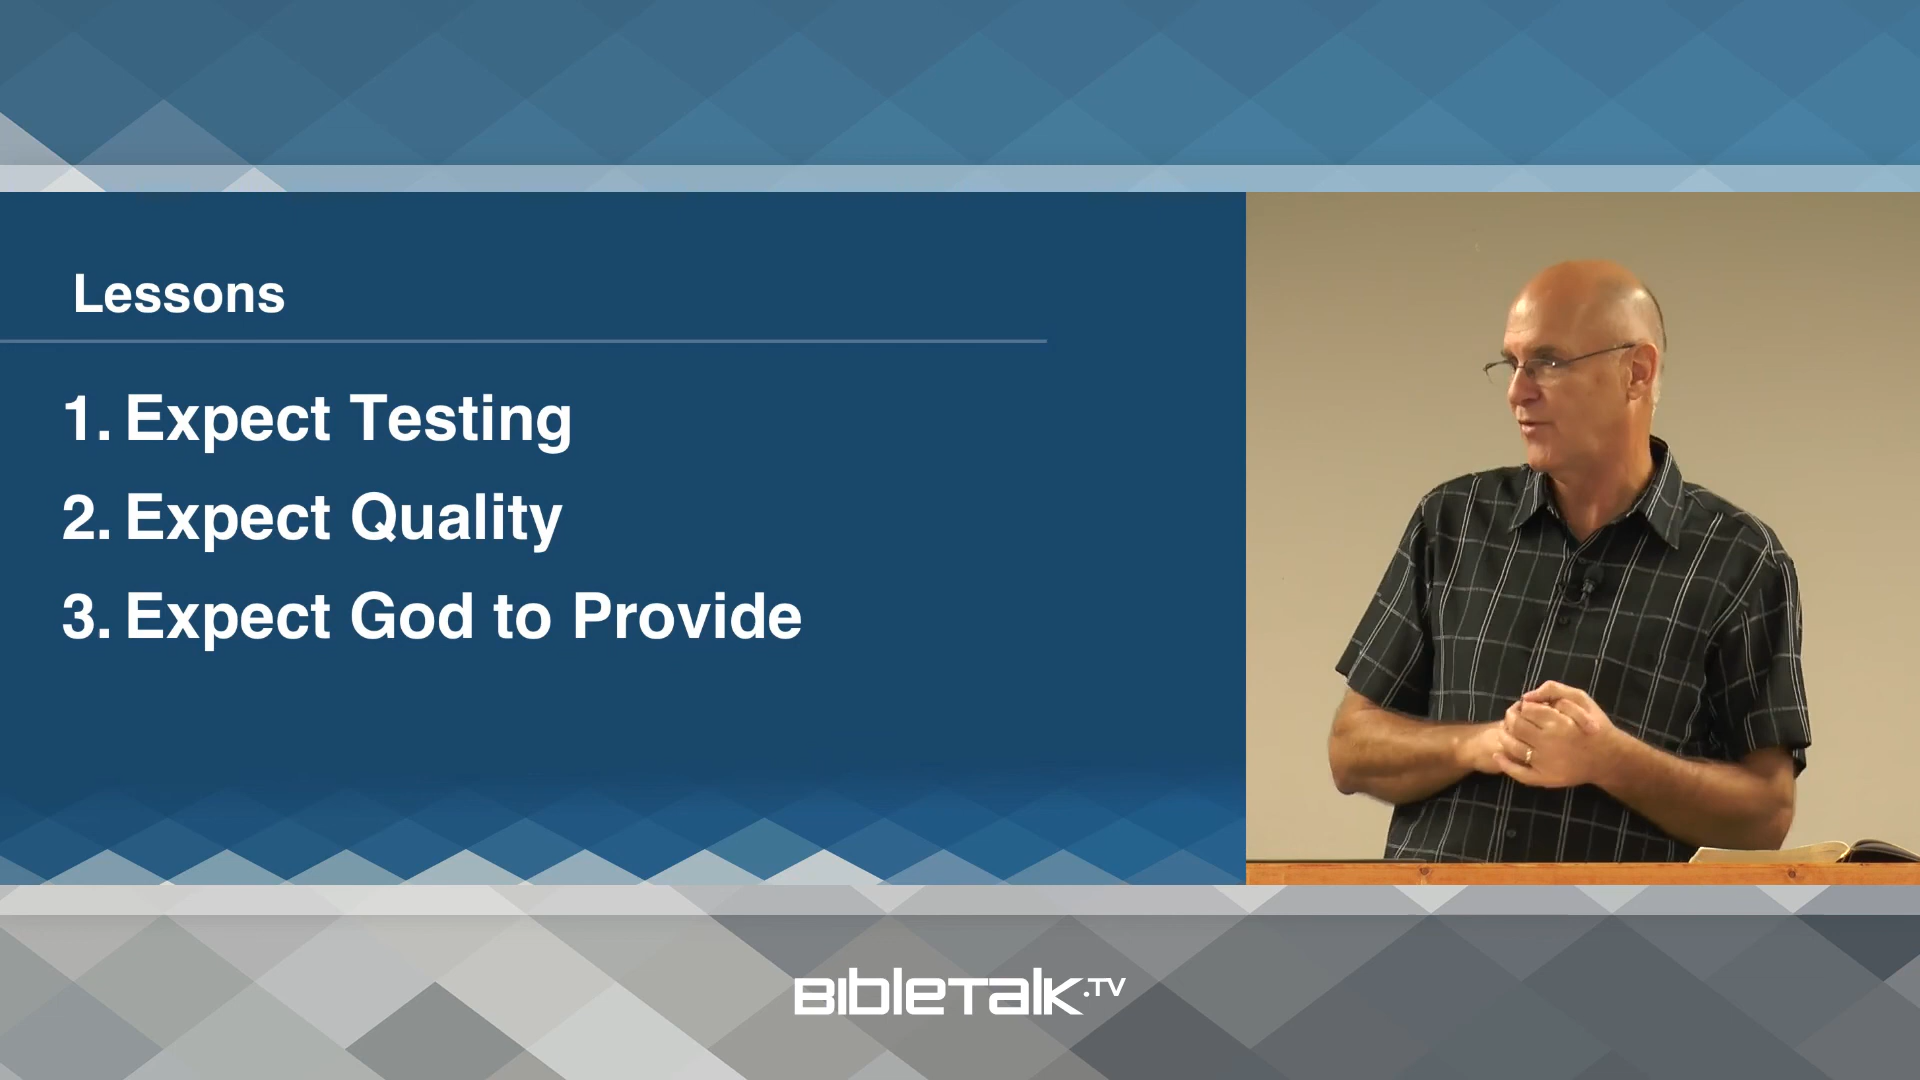 Lessons
1. Expect Testing
2. Expect Quality
3. Expect God to Provide
BIBLETALK.TV